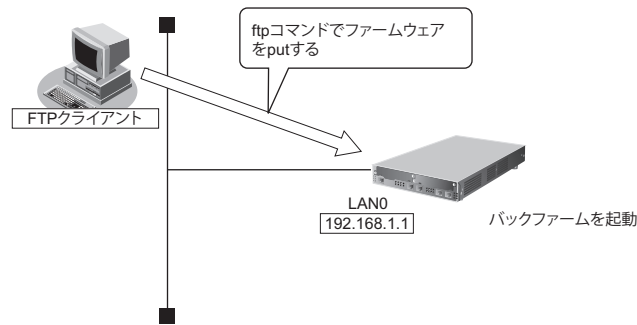 ftpコマンドでファームウェア
をputする
FTPクライアント
LAN0
192.168.1.1
バックファームを起動